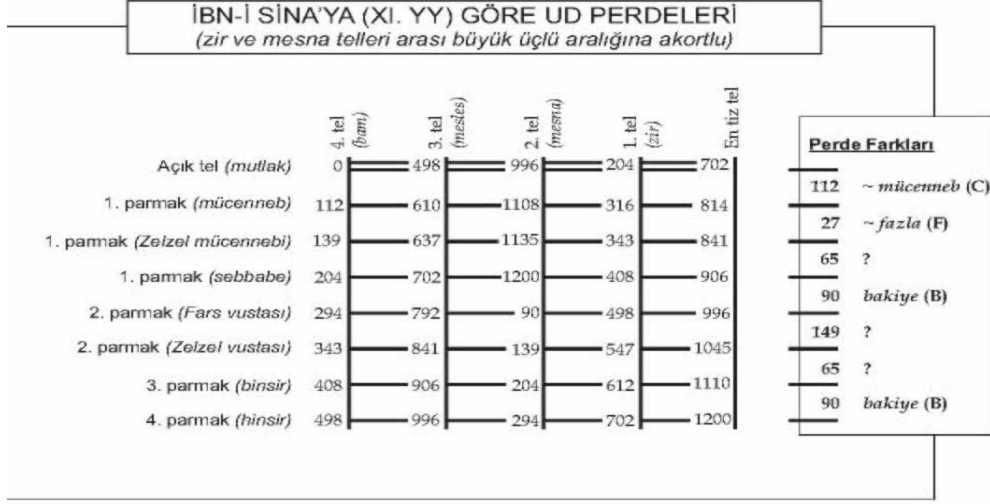 İBN-İ SİNA'YA (XI. YY) GÖRE UD PERDELERİ
(zir ve mesna telleri arası büyük üçlü aralığına akortlu)
4. tel (bam)
3. tel (mesles)
2. tel (mesna)
1. tel (zir)
En tiz tel
Açık tel (mutlak) 0 498 996 204 702
1. parmak (mücenneb) 112 610 1108 316 814
1. parmak (Zelzel mücennebi) 139 637 1135 343 841
1. parmak (sebbabe) 204 702 1200 408 906
2. parmak (Fars vustası) 294 792 90 498 996
2. parmak (Zelzel vustası) 343 841 139 547 1045
3. parmak (binsir) 408 906 204 612 1110
4. parmak (hinsir) 498 996 294 702 1200
Perde Farkları
112 ~ mücenneb (C)
27 ~ fazla (F)
65 ?
90 bakiye (B)
149 ?
65 ?
90 bakiye (B)